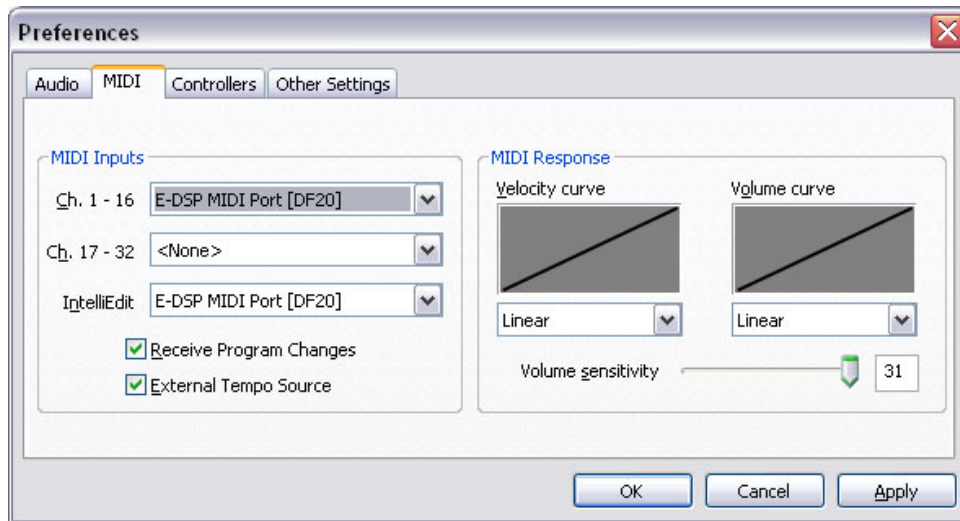 Preferences
Audio MIDI Controllers Other Settings
MIDI Inputs
Ch. 1 - 16 E-DSP MIDI Port [DF20]
Ch. 17 - 32 <None>
IntelliEdit E-DSP MIDI Port [DF20]
Receive Program Changes
External Tempo Source
MIDI Response
Velocity curve Volume curve
Linear Linear
Volume sensitivity 31
OK Cancel Apply